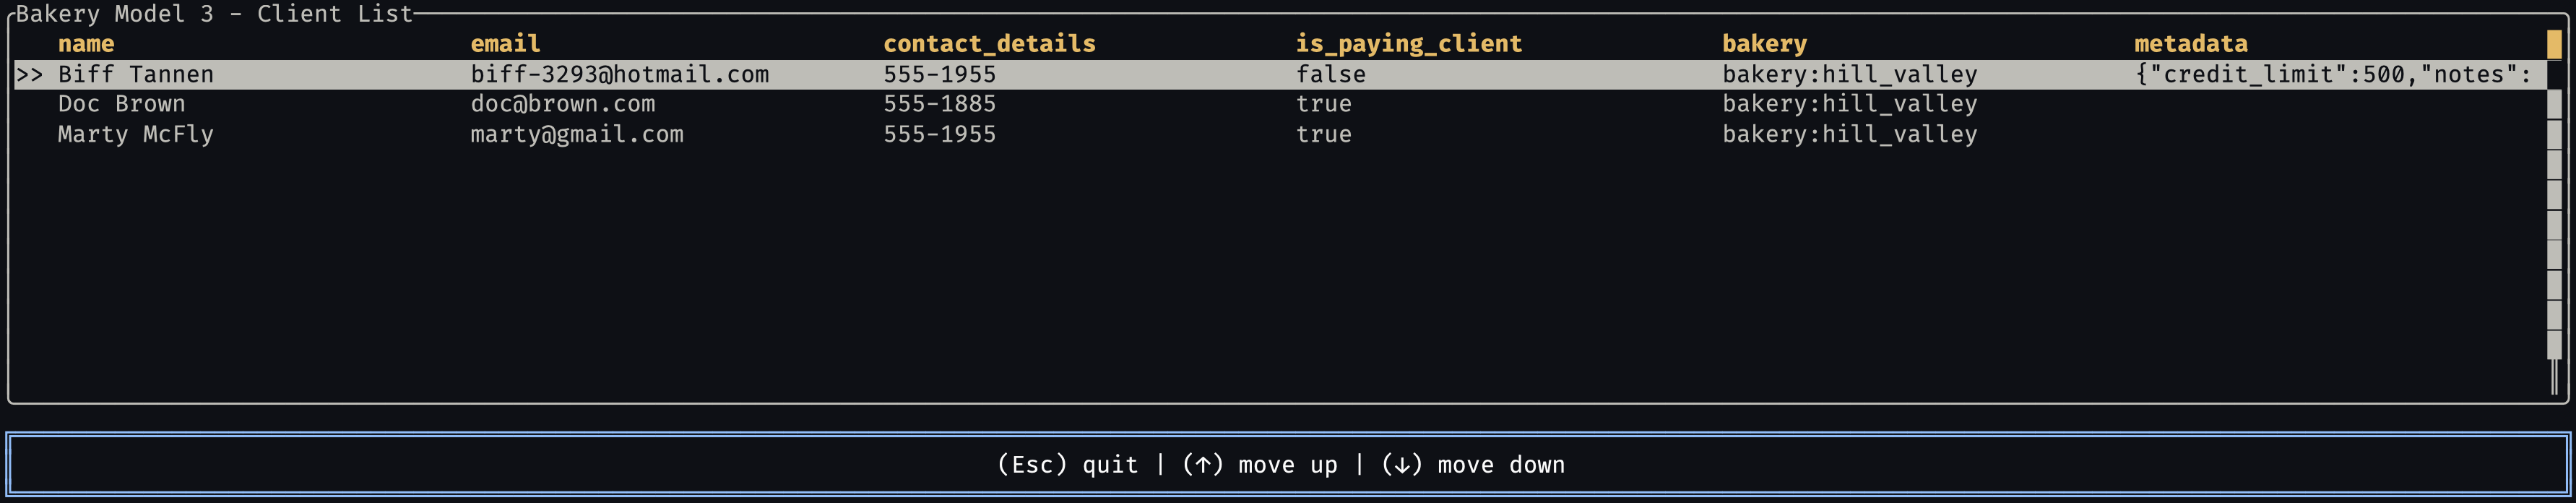 Bakery Model 3 - Client List
name email contact_details is_paying_client bakery metadata
>> Biff Tannen biff-3293@hotmail.com 555-1955 false bakery:hill_valley {"credit_limit":500,"notes":
Doc Brown doc@brown.com 555-1885 true bakery:hill_valley
Marty McFly marty@gmail.com 555-1955 true bakery:hill_valley
(Esc) quit | (↑) move up | (↓) move down